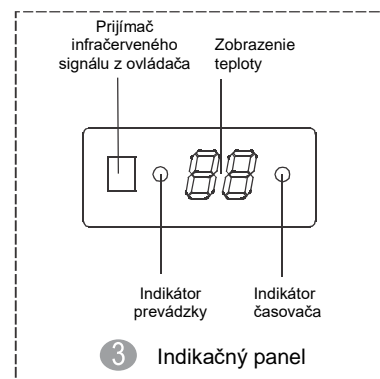 Prijímač
infračerveného
signálu z ovládača
Zobrazenie
teploty
88
Indikátor
prevádzky
Indikátor
časovača
3 Indikačný panel